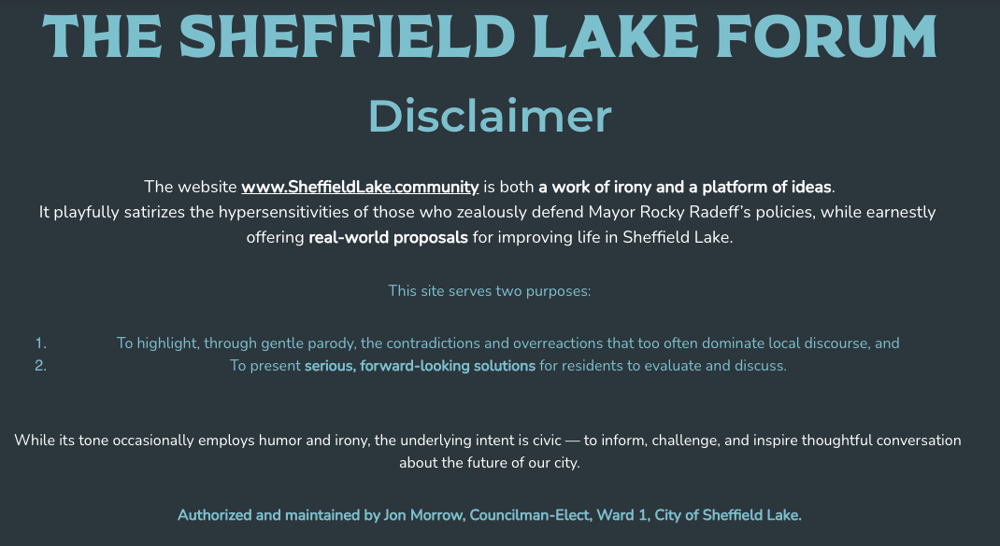 THE SHEFFIELD LAKE FORUM
Disclaimer
The website www.SheffieldLake.community is both a work of irony and a platform of ideas.
It playfully satirizes the hypersensitivities of those who zealously defend Mayor Rocky Radeff’s policies, while earnestly
offering real-world proposals for improving life in Sheffield Lake.
This site serves two purposes:
1. To highlight, through gentle parody, the contradictions and overreactions that too often dominate local discourse, and
2. To present serious, forward-looking solutions for residents to evaluate and discuss.
While its tone occasionally employs humor and irony, the underlying intent is civic — to inform, challenge, and inspire thoughtful conversation
about the future of our city.
Authorized and maintained by Jon Morrow, Councilman-Elect, Ward 1, City of Sheffield Lake.